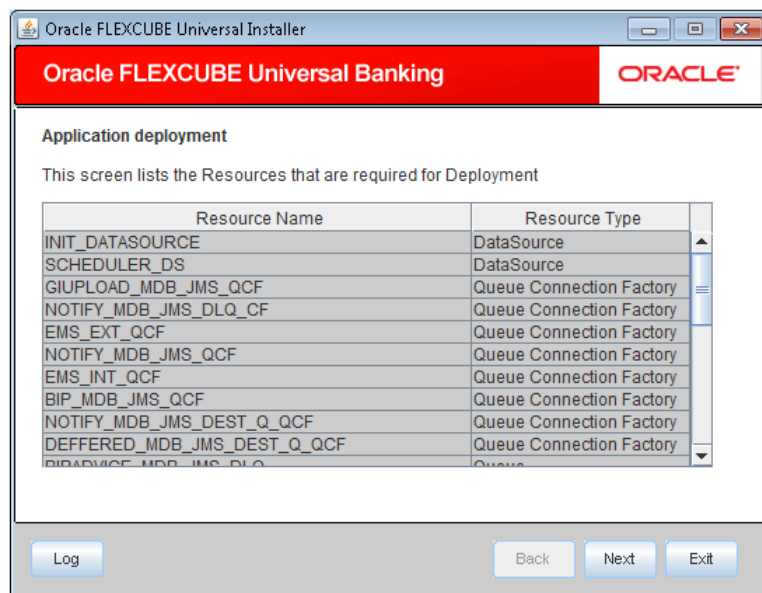 Oracle FLEXCUBE Universal Installer
Oracle FLEXCUBE Universal Banking ORACLE
Application deployment
This screen lists the Resources that are required for Deployment
Resource Name Resource Type
INIT_DATASOURCE DataSource
SCHEDULER_DS DataSource
GIUPLOAD_MDB_JMS_QCF Queue Connection Factory
NOTIFY_MDB_JMS_DLQ_CF Queue Connection Factory
EMS_EXT_QCF Queue Connection Factory
NOTIFY_MDB_JMS_QCF Queue Connection Factory
EMS_INT_QCF Queue Connection Factory
BIP_MDB_JMS_QCF Queue Connection Factory
NOTIFY_MDB_JMS_DEST_Q_QCF Queue Connection Factory
DEFFERED_MDB_JMS_DEST_Q_QCF Queue Connection Factory
Log Back Next Exit